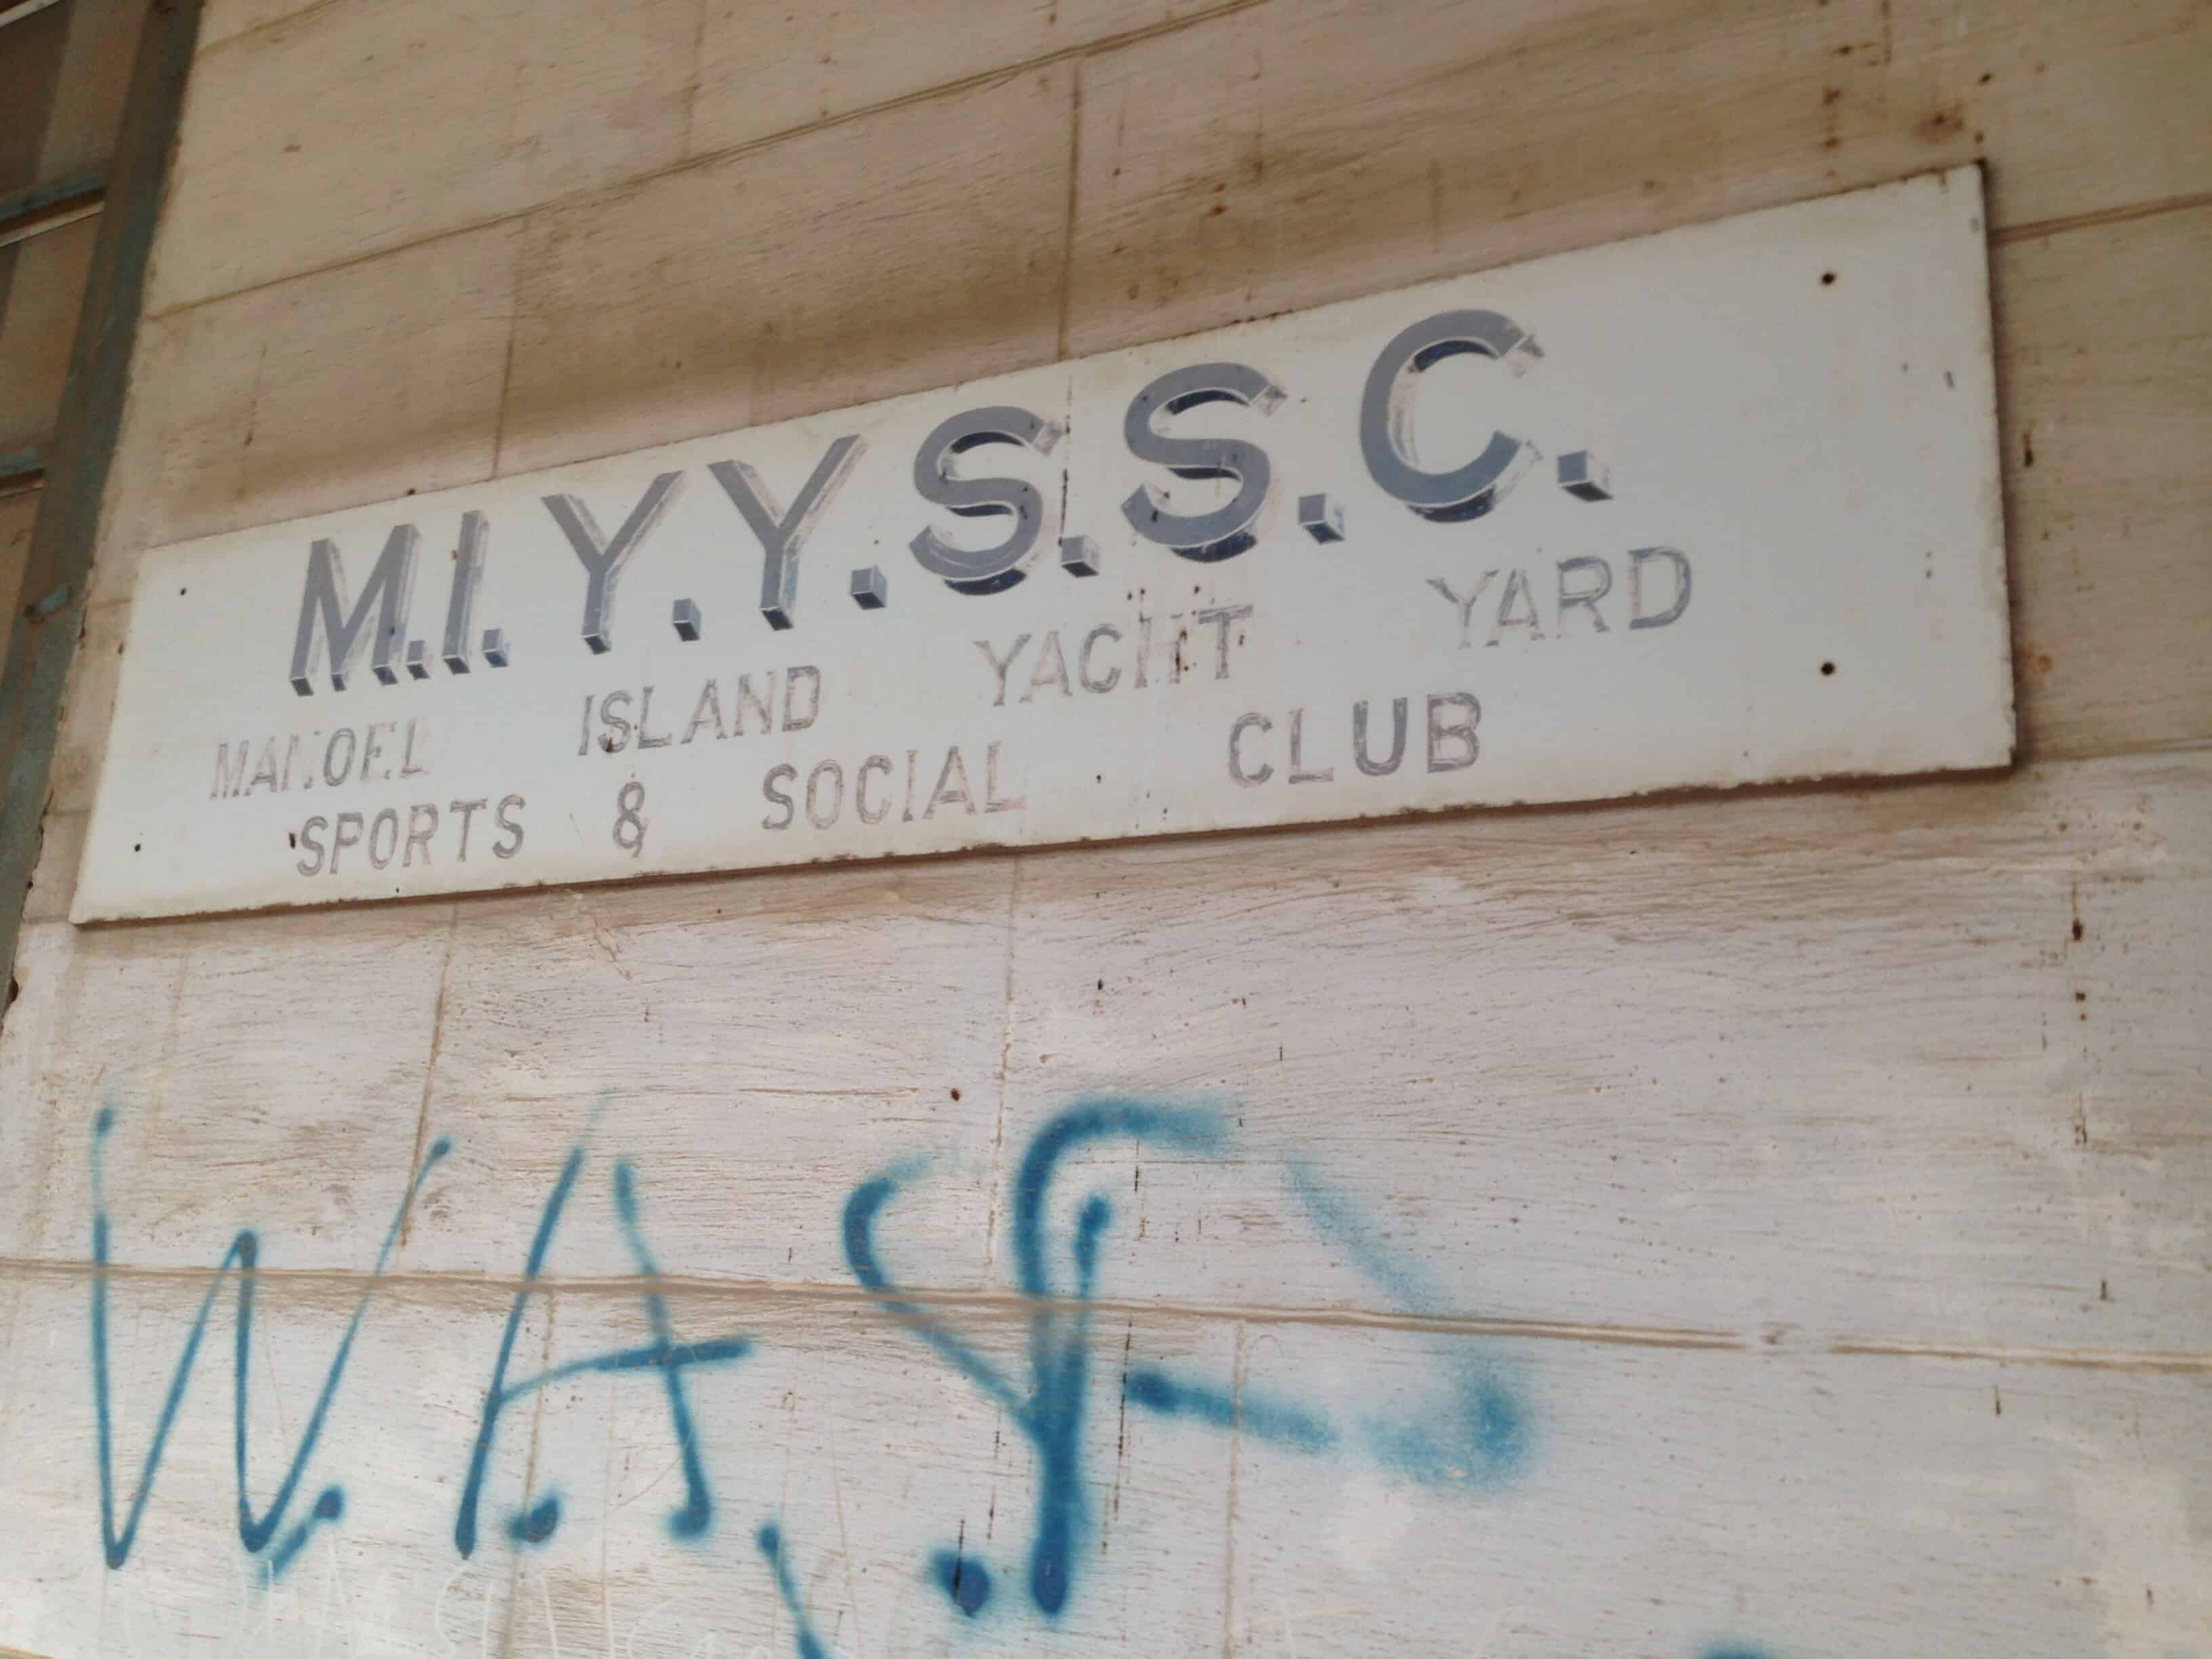 M.I.Y.Y.S.S.C.
MANOEL ISLAND YACHT YARD
SPORTS & SOCIAL CLUB
W.A.